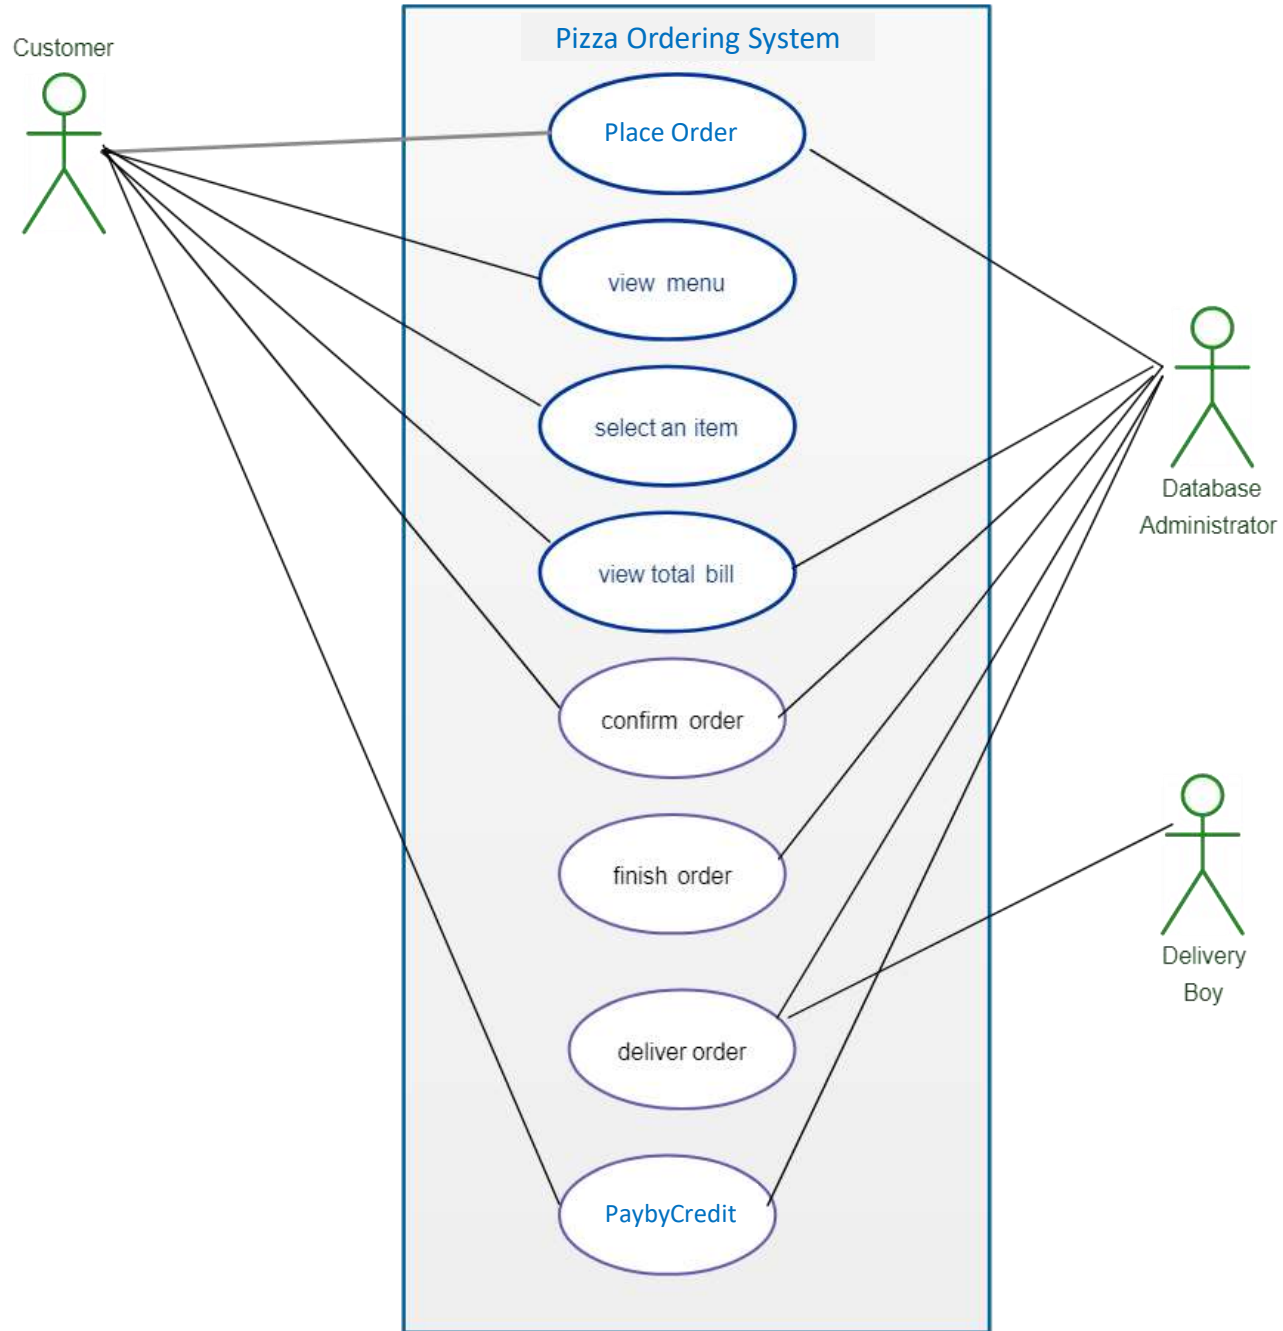 Pizza Ordering System
Customer
Place Order
view menu
select an item
view total bill
Database
Administrator
confirm order
finish order
Delivery
Boy
deliver order
PaybyCredit